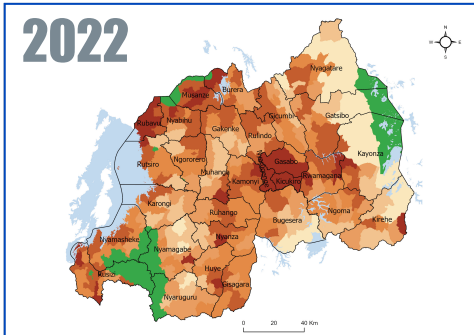 2022
N
W E
S
Nyagatare
Burera
Musanze
Gicumbi
Gatsibo
Rubavu
Nyabihu
Gakenke
Rulindo
Kayonza
Rutsiro
Ngororero
Gasabo
Muhanga
Rwamagana
Kamonyi
Kicukiro
Karongi
Ruhango
Bugesera
Ngoma
Kirehe
Nyamasheke
Nyanza
Nyamagabe
Rusizi
Huye
Gisagara
Nyaruguru
0 20 40 Km